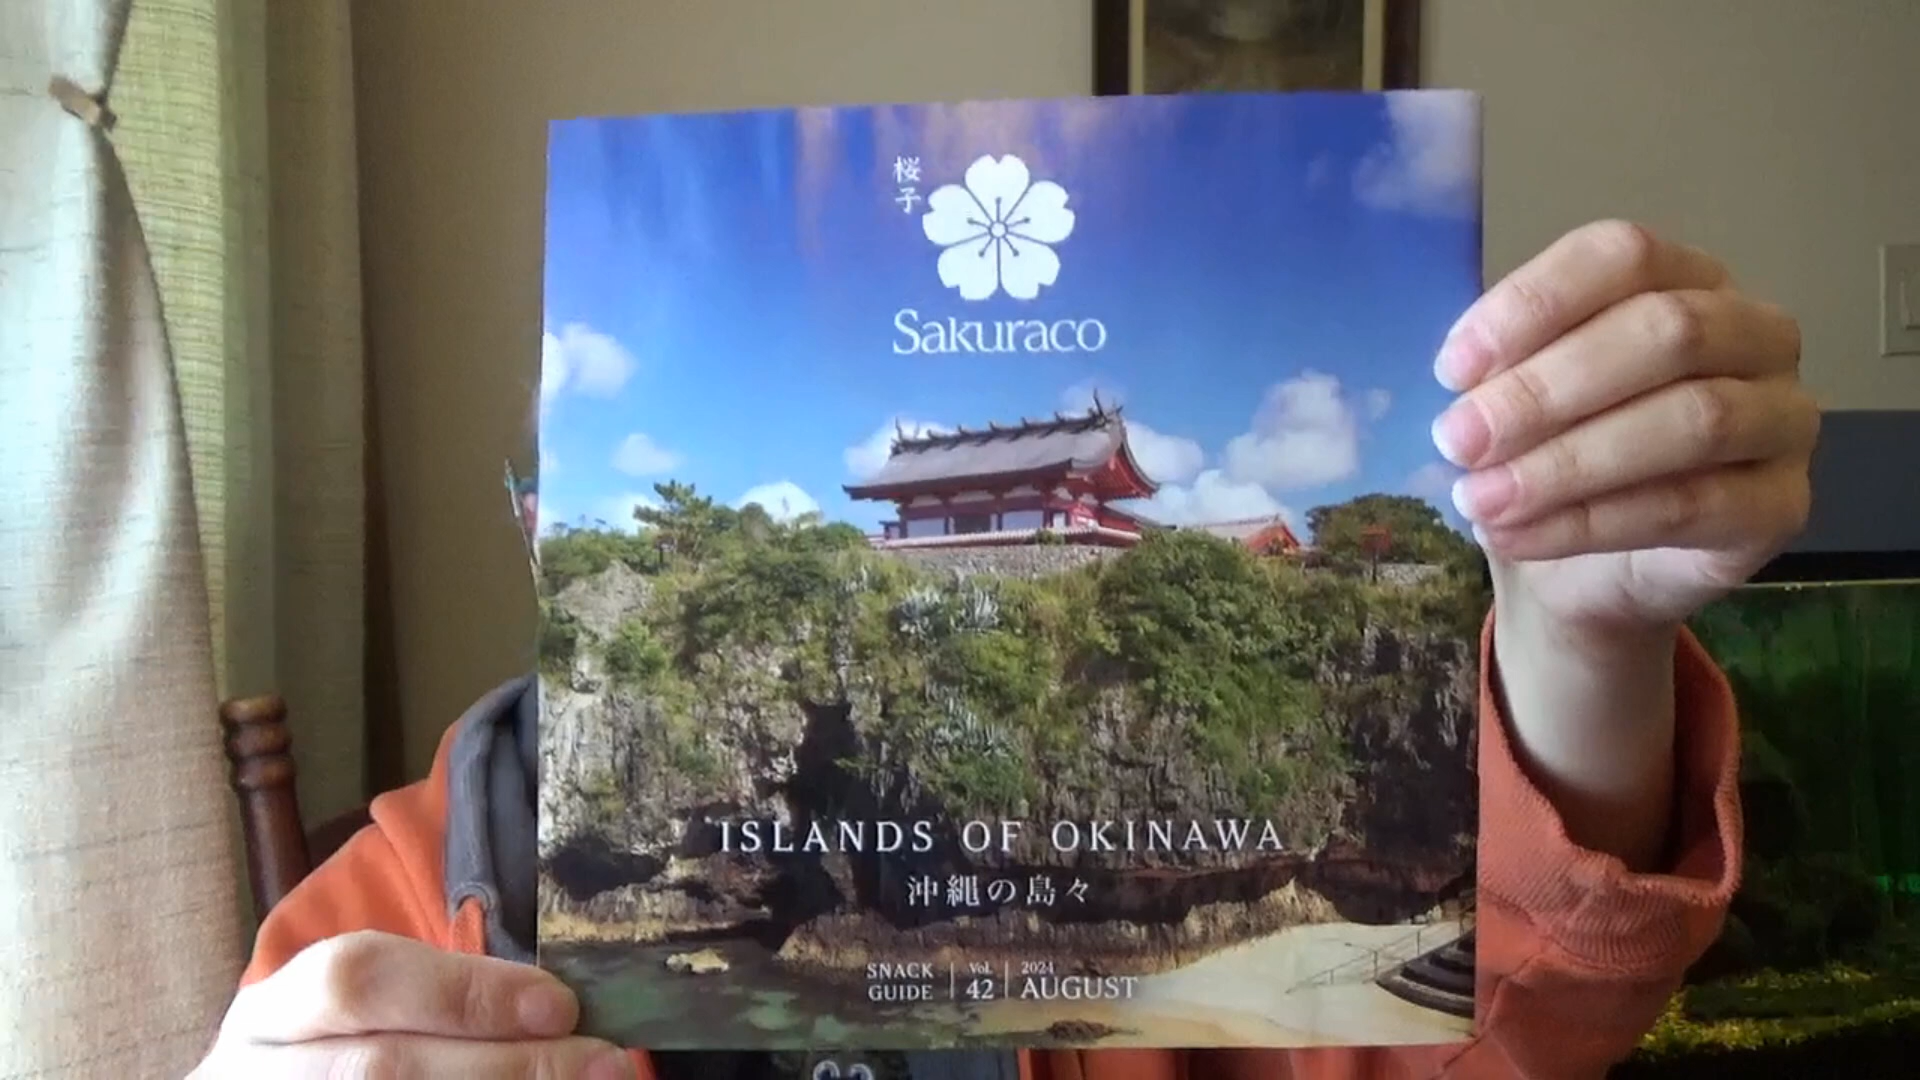 桜子
Sakuraco
ISLANDS OF OKINAWA
沖縄の島々
SNACK GUIDE
Vol. 42
2024 AUGUST